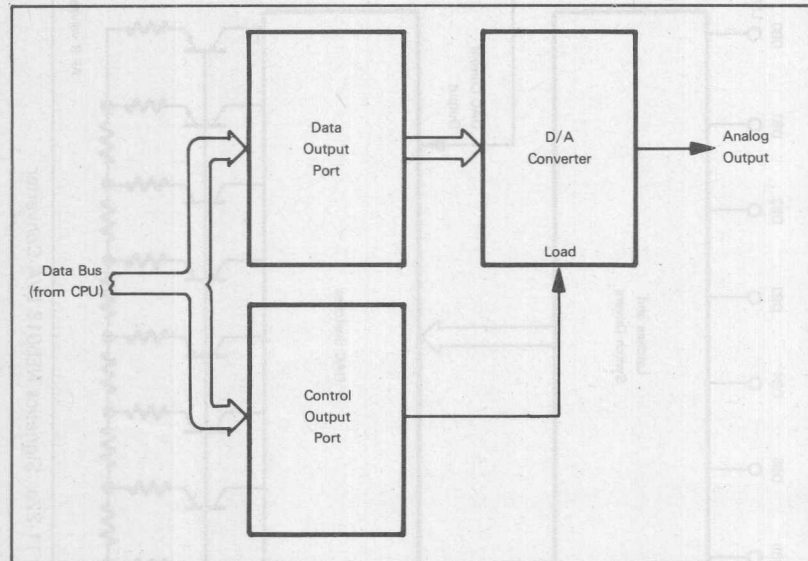 Data
Output
Port
D/A
Converter
Analog
Output
Load
Data Bus
(from CPU)
Control
Output
Port